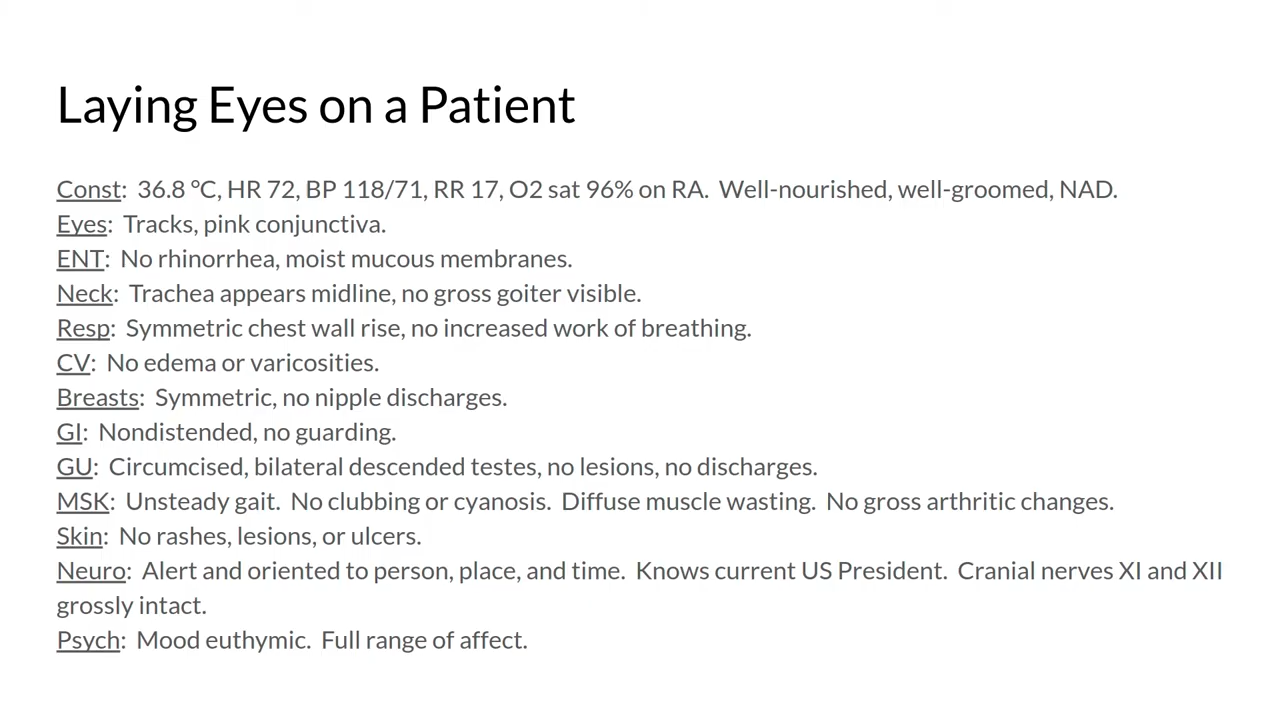 Laying Eyes on a Patient
Const:  36.8 °C, HR 72, BP 118/71, RR 17, O2 sat 96% on RA.  Well-nourished, well-groomed, NAD.
Eyes:  Tracks, pink conjunctiva.
ENT:  No rhinorrhea, moist mucous membranes.
Neck:  Trachea appears midline, no gross goiter visible.
Resp:  Symmetric chest wall rise, no increased work of breathing.
CV:  No edema or varicosities.
Breasts:  Symmetric, no nipple discharges.
GI:  Nondistended, no guarding.
GU:  Circumcised, bilateral descended testes, no lesions, no discharges.
MSK:  Unsteady gait.  No clubbing or cyanosis.  Diffuse muscle wasting.  No gross arthritic changes.
Skin:  No rashes, lesions, or ulcers.
Neuro:  Alert and oriented to person, place, and time.  Knows current US President.  Cranial nerves XI and XII
grossly intact.
Psych:  Mood euthymic.  Full range of affect.